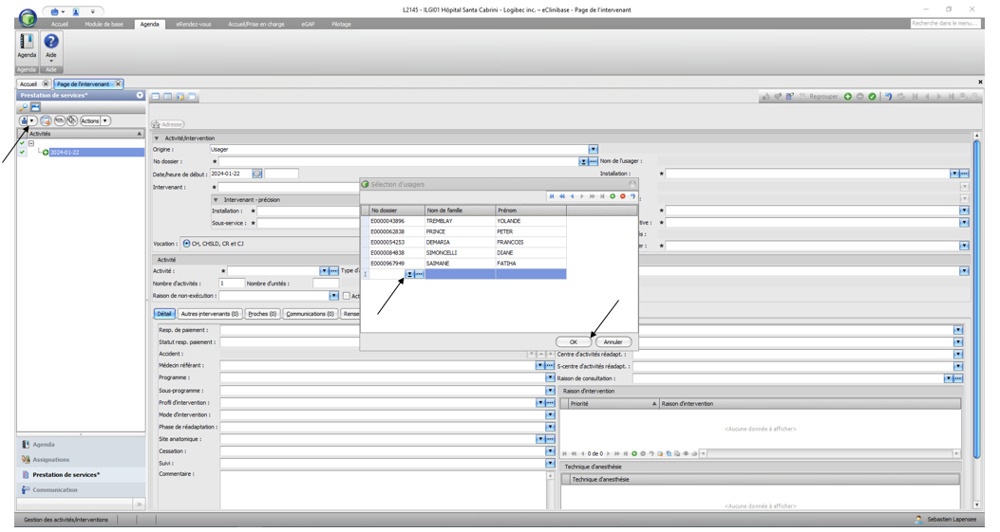 L2145 - ILGI01 Hôpital Santa Cabrini - Logibec inc. – eClinibase - Page de l'intervenant
Accueil Module de base Agenda eRendez-vous Accueil/Prise en charge eGAP Pilotage
Recherche dans le menu...
Agenda Aide
Agenda Aide
Accueil Page de l'intervenant
Prestation de services*
Regrouper
Actions
Adresse
Activités
2024-01-22
Activité/intervention
Origine : Usager
No dossier : Nom de l'usager :
Date/heure de début : 2024-01-22 Installation :
Intervenant :
Intervenant - précision
Installation :
Sous-service : tive :
Vocation : CH, CHSLD, CR et CJ
Sélection d'usagers
No dossier Nom de famille Prénom
E0000043896 TREMBLAY YOLANDE
E0000062838 PRINCE PETER
E0000054253 DEMARIA FRANCOIS
E0000084838 SIMONCELLI DIANE
E0000967949 SAIMANE FATIHA
OK Annuler
Activité
Activité : Type d'
Nombre d'activités : 1 Nombre d'unités :
Raison de non-exécution : Act
Détail Autres intervenants (0) Proches (0) Communications (0) Rense
Resp. de paiement :
Statut resp. paiement :
Accident : Centre d'activités réadapt. :
Médecin référant : S-centre d'activités réadapt. :
Programme : Raison de consultation :
Sous-programme : Raison d'intervention
Profil d'intervention : Priorité Raison d'intervention
Mode d'intervention :
Phase de réadaptation : <Aucune donnée à afficher>
Site anatomique :
Cessation : 0 de 0
Suivi : Technique d'anesthésie
Commentaire : Technique d'anesthésie
<Aucune donnée à afficher>
Agenda
Assignations
Prestation de services*
Communication
Gestion des activités/interventions Sebastien Lapensee